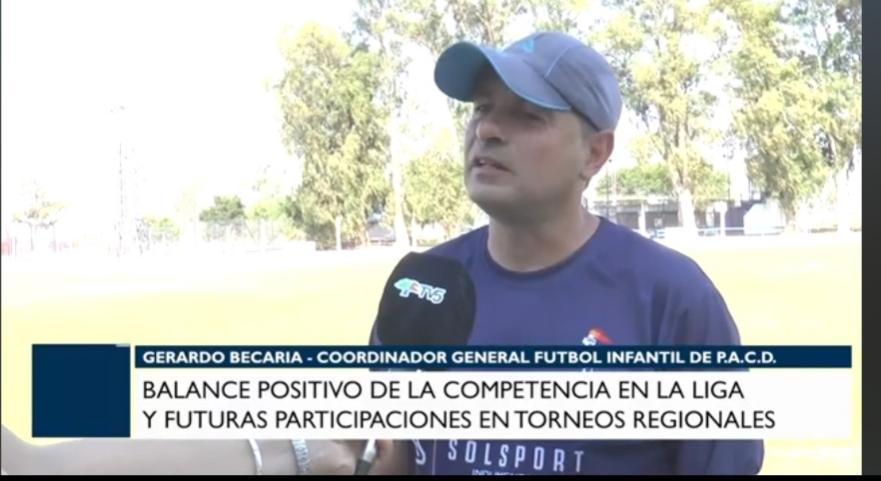 TV5
GERARDO BECARIA - COORDINADOR GENERAL FUTBOL INFANTIL DE P.A.C.D.
BALANCE POSITIVO DE LA COMPETENCIA EN LA LIGA
Y FUTURAS PARTICIPACIONES EN TORNEOS REGIONALES
SOLSPORT